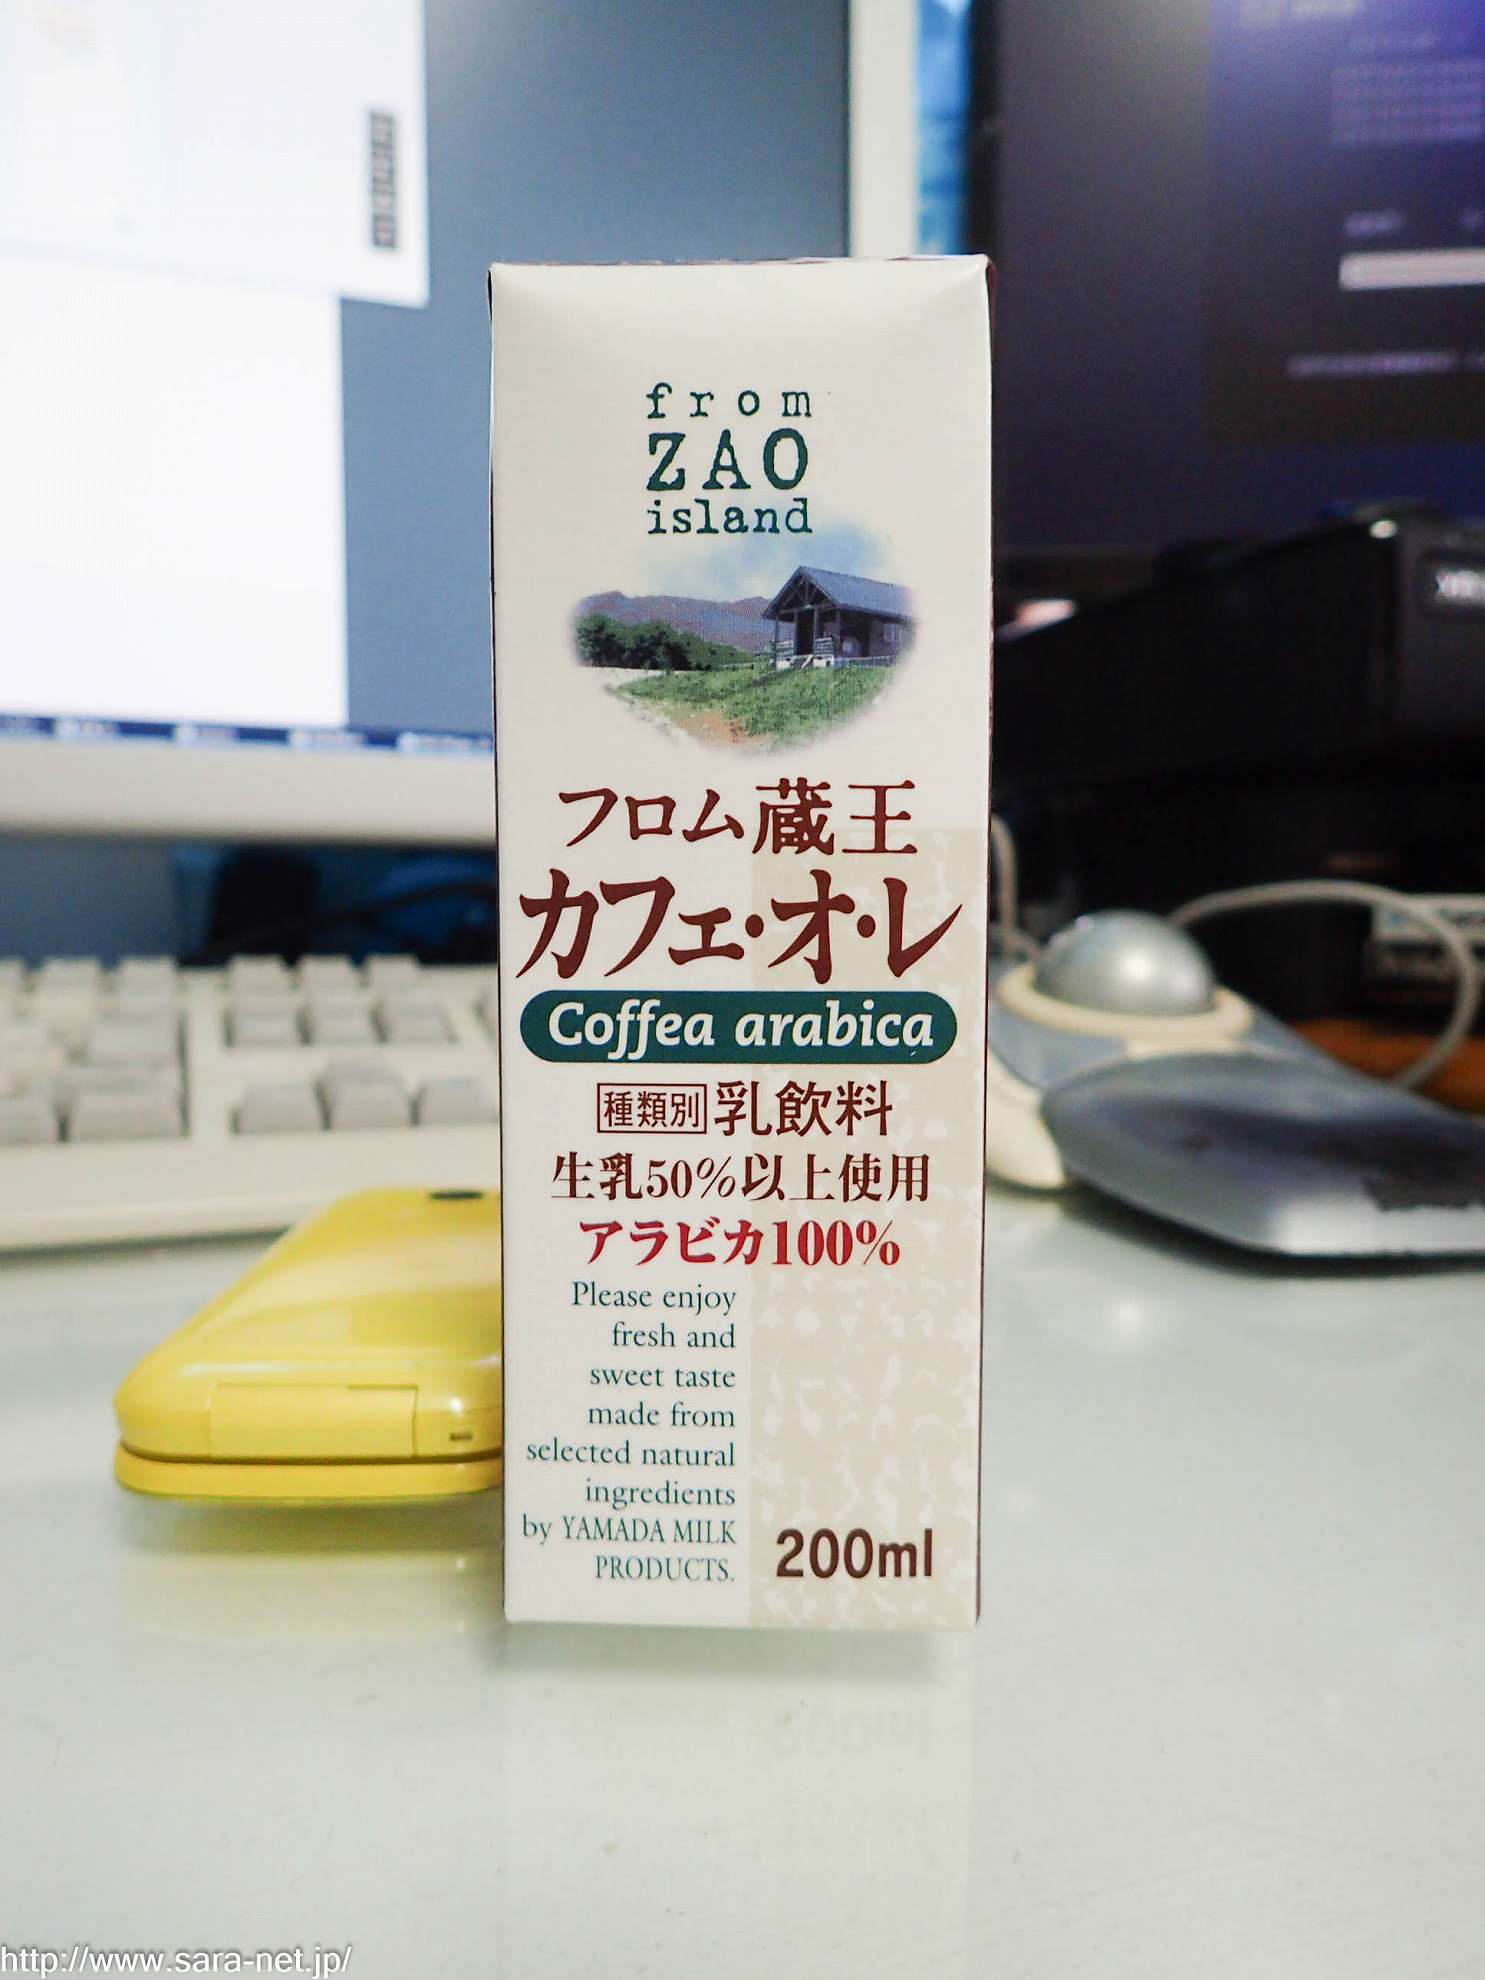 from
ZAO
island
フロム蔵王
カフェ・オ・レ
Coffea arabica
種類別 乳飲料
生乳50%以上使用
アラビカ100%
Please enjoy
fresh and
sweet taste
made from
selected natural
ingredients
by YAMADA MILK
PRODUCTS.
200ml
http://www.sara-net.jp/